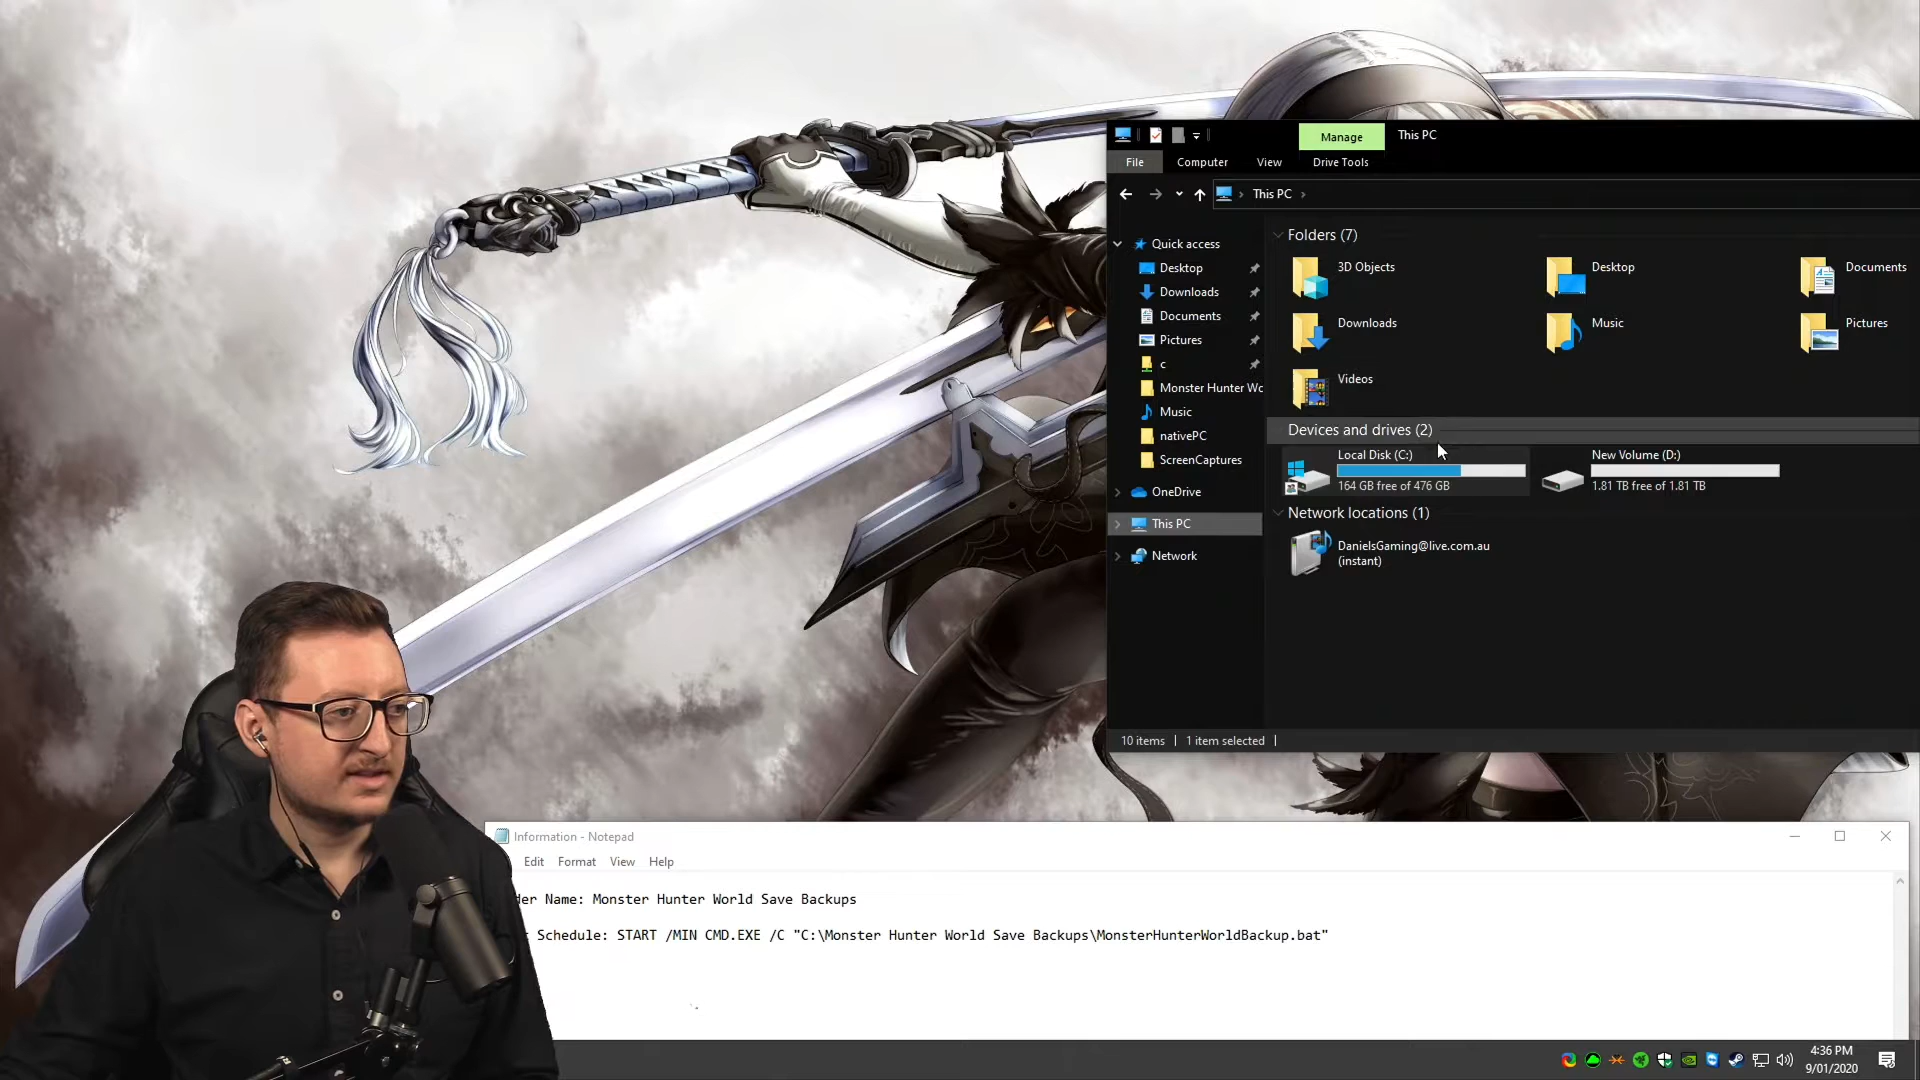 Manage
This PC
File
Computer
View
Drive Tools
This PC
Quick access
Desktop
Downloads
Documents
Pictures
c
Monster Hunter Wo
Music
nativePC
ScreenCaptures
OneDrive
This PC
Network
Folders (7)
3D Objects
Desktop
Documents
Downloads
Music
Pictures
Videos
Devices and drives (2)
Local Disk (C:)
164 GB free of 476 GB
New Volume (D:)
1.81 TB free of 1.81 TB
Network locations (1)
DanielsGaming@live.com.au
(instant)
10 items
1 item selected
Information - Notepad
Edit Format View Help
der Name: Monster Hunter World Save Backups
Schedule: START /MIN CMD.EXE /C "C:\Monster Hunter World Save Backups\MonsterHunterWorldBackup.bat"
4:36 PM
9/01/2020